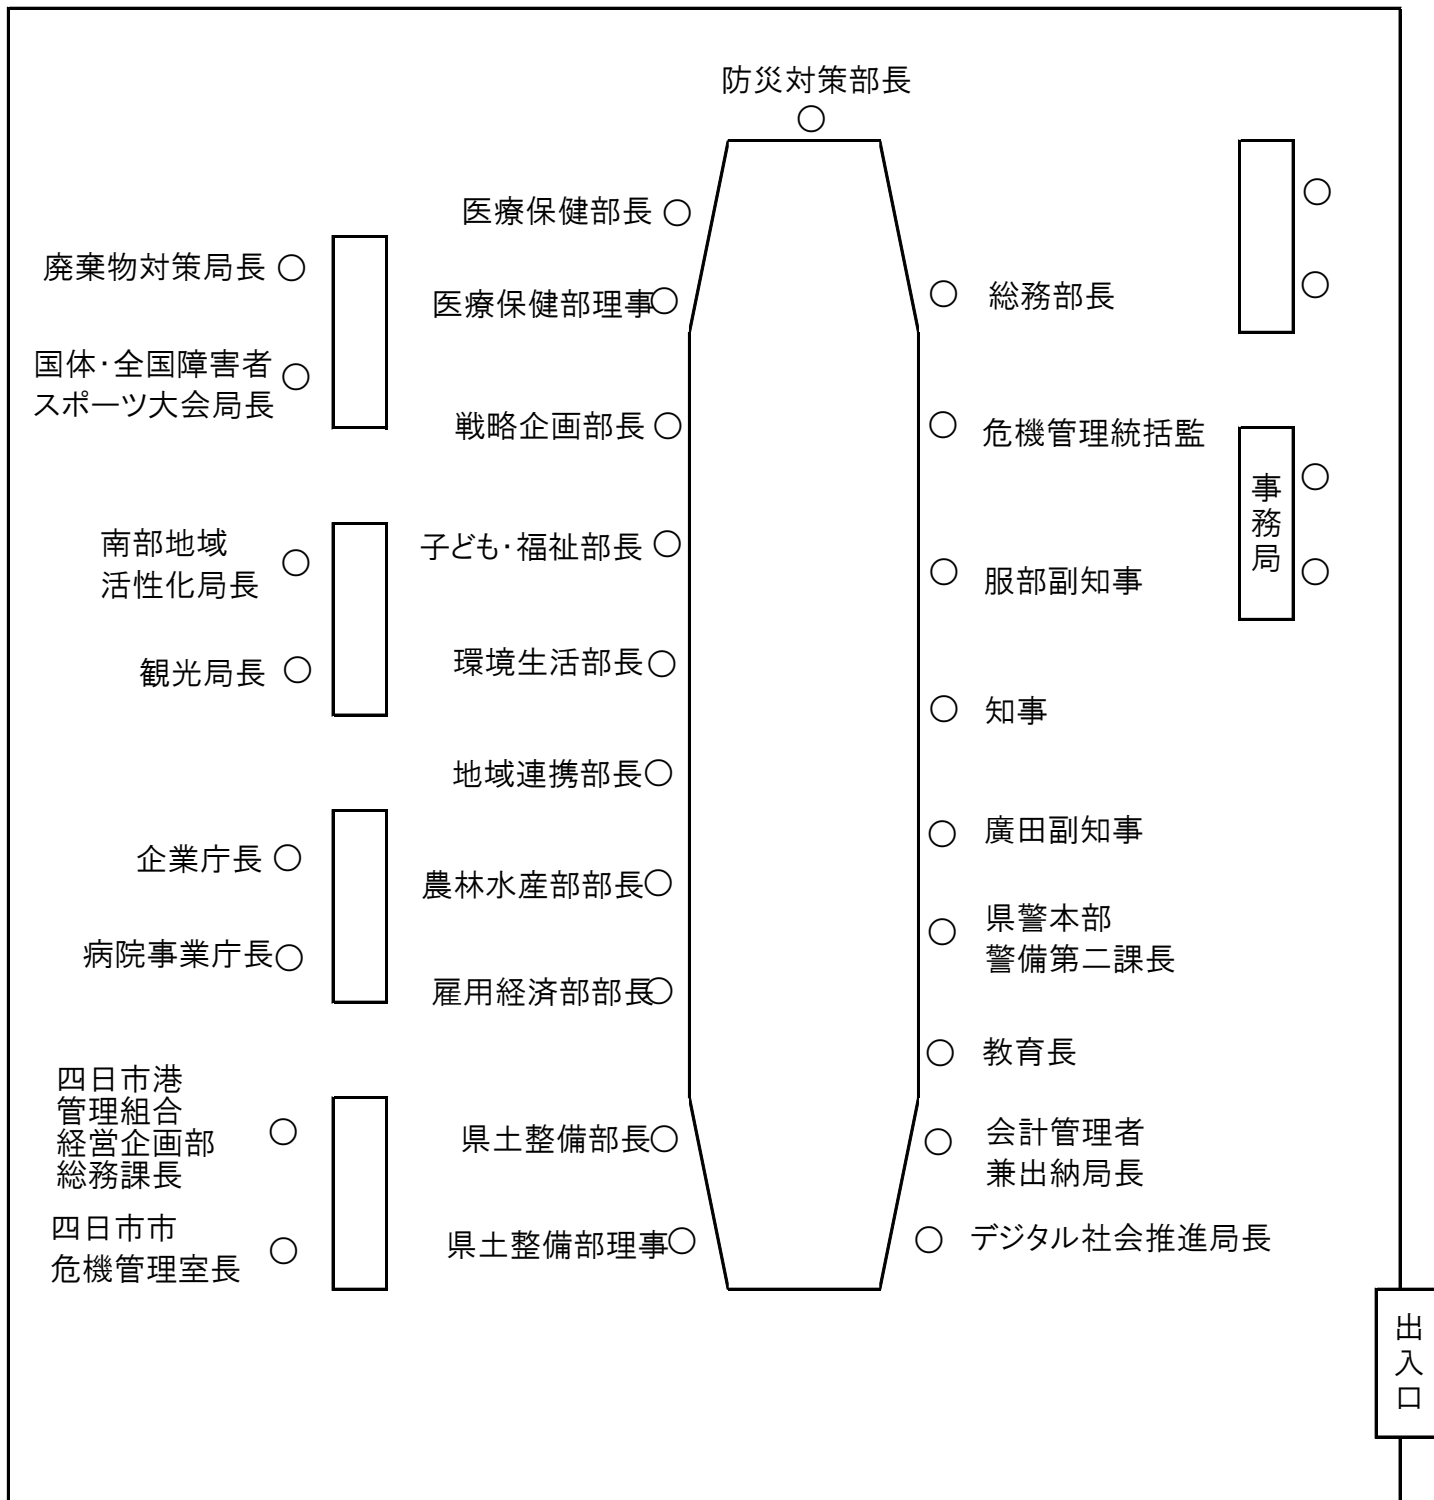 防災対策部長
医療保健部長
医療保健部理事
戦略企画部長
子ども・福祉部長
環境生活部長
地域連携部長
農林水産部部長
雇用経済部部長
県土整備部長
県土整備部理事
廃棄物対策局長
国体・全国障害者
スポーツ大会局長
南部地域
活性化局長
観光局長
企業庁長
病院事業庁長
四日市港
管理組合
経営企画部
総務課長
四日市市
危機管理室長
総務部長
危機管理統括監
服部副知事
知事
廣田副知事
県警本部
警備第二課長
教育長
会計管理者
兼出納局長
デジタル社会推進局長
事務局
出入口